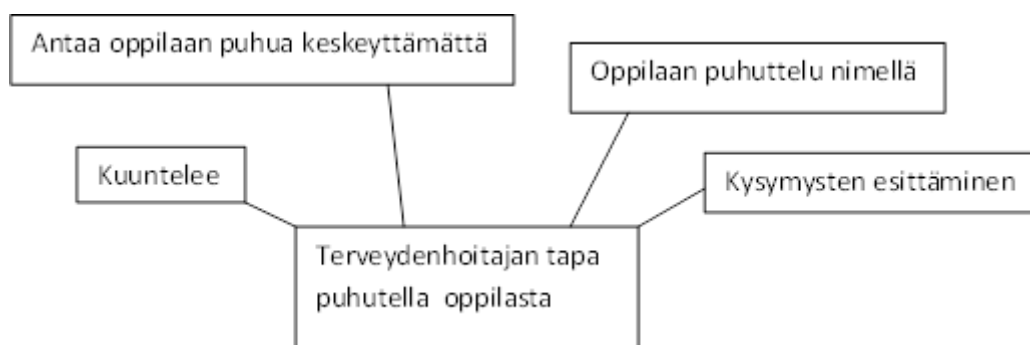 Antaa oppilaan puhua keskeyttämättä
Oppilaan puhuttelu nimellä
Kuuntelee
Kysymysten esittäminen
Terveydenhoitajan tapa
puhutella oppilasta